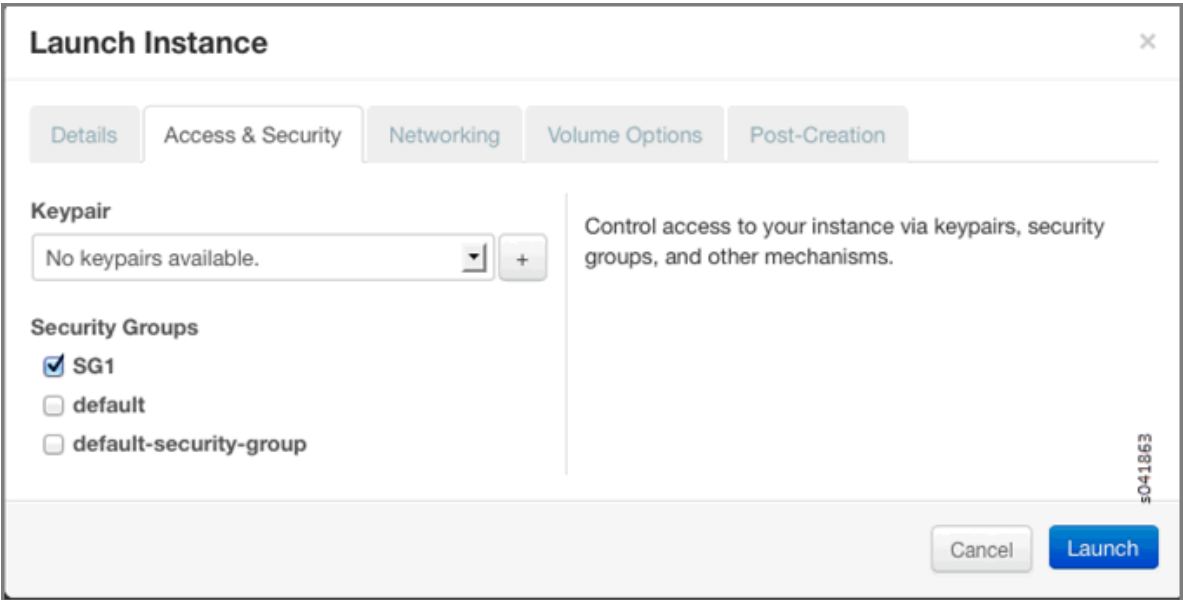 Launch Instance
×
Details Access & Security Networking Volume Options Post-Creation
Keypair
No keypairs available. +
Control access to your instance via keypairs, security
groups, and other mechanisms.
Security Groups
SG1
default
default-security-group
s041863
Cancel Launch